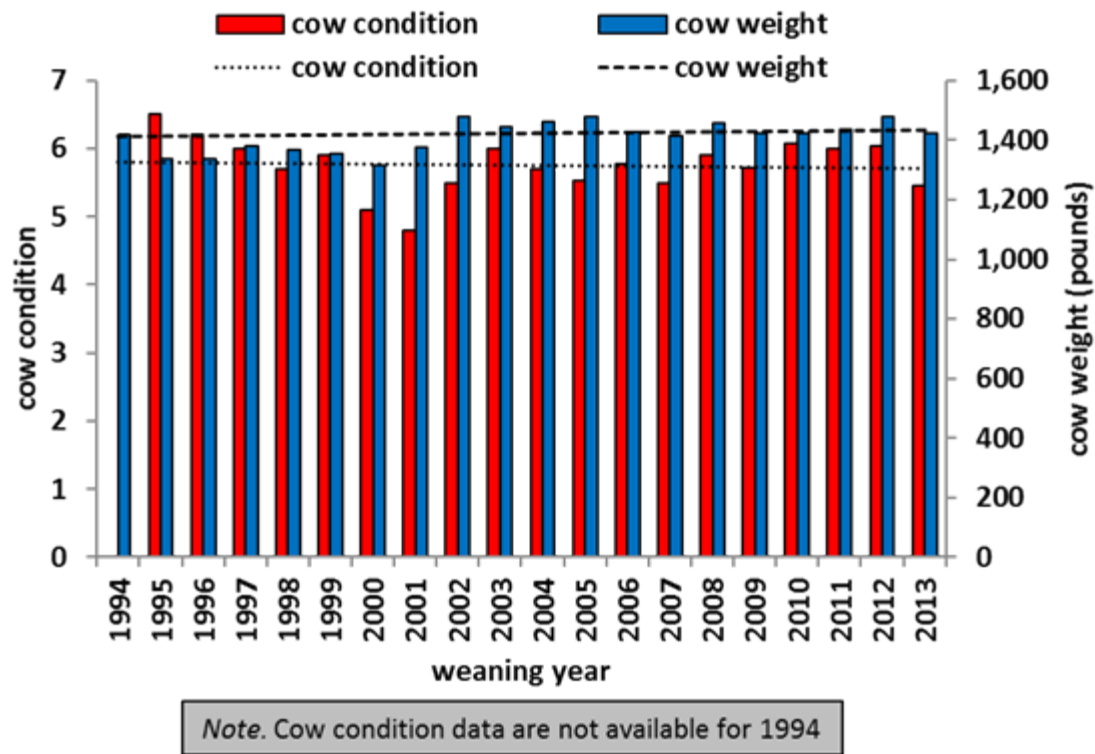 cow condition cow weight
cow condition cow weight
7
6
5
4
3
2
1
0
cow condition
1,600
1,400
1,200
1,000
800
600
400
200
0
cow weight (pounds)
1994 1995 1996 1997 1998 1999 2000 2001 2002 2003 2004 2005 2006 2007 2008 2009 2010 2011 2012 2013
weaning year
Note. Cow condition data are not available for 1994